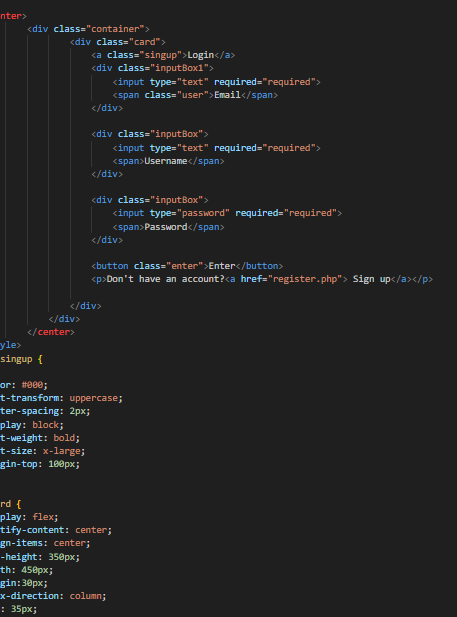 nter>
<div class="container">
<div class="card">
<a class="singup">Login</a>
<div class="inputBox1">
<input type="text" required="required">
<span class="user">Email</span>
</div>
<div class="inputBox">
<input type="text" required="required">
<span>Username</span>
</div>
<div class="inputBox">
<input type="password" required="required">
<span>Password</span>
</div>
<button class="enter">Enter</button>
<p>Don't have an account?<a href="register.php"> Sign up</a></p>
</div>
</div>
</center>
yle>
singup {
or: #000;
t-transform: uppercase;
ter-spacing: 2px;
play: block;
t-weight: bold;
t-size: x-large;
gin-top: 100px;
rd {
play: flex;
tify-content: center;
gn-items: center;
-height: 350px;
th: 450px;
gin:30px;
x-direction: column;
: 35px;